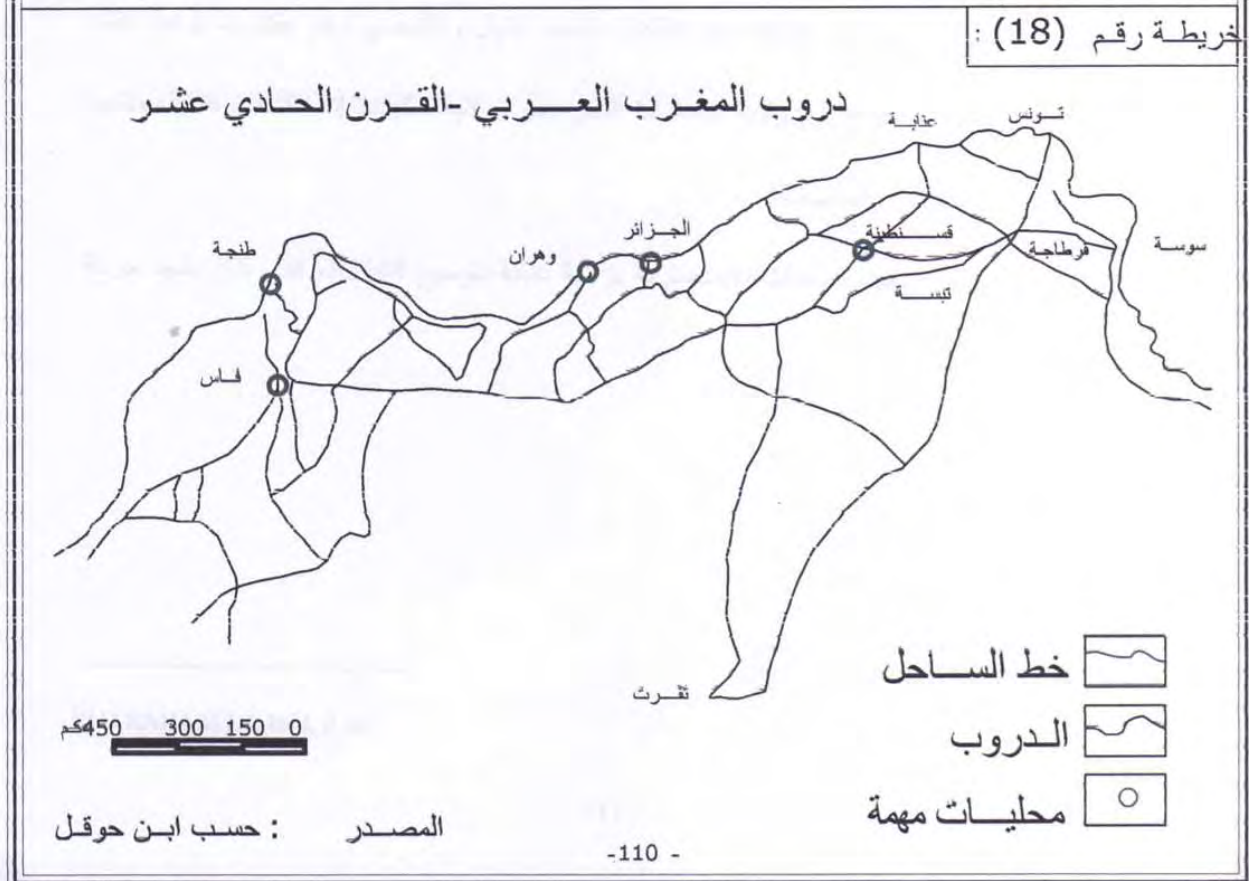 خريطة رقم (18) :
دروب المغرب العربي -القرن الحادي عشر
تونس
عنابة
سوسة
قرطاجة
قسنطينة
تبسة
الجزائر
وهران
طنجة
فاس
تقرت
خط الساحل
الدروب
محليات مهمة
0 150 300 450كم
المصدر : حسب ابن حوقل
-110 -